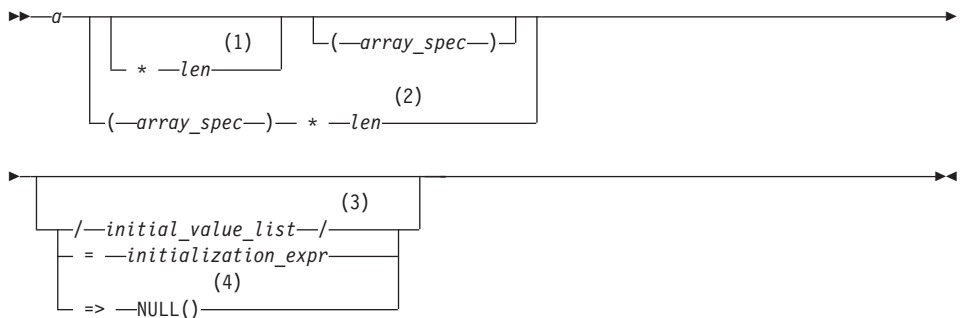 a
(1) (array_spec)
* len
(2)
(array_spec) * len
(3)
/initial_value_list/
= initialization_expr
(4)
=> NULL()